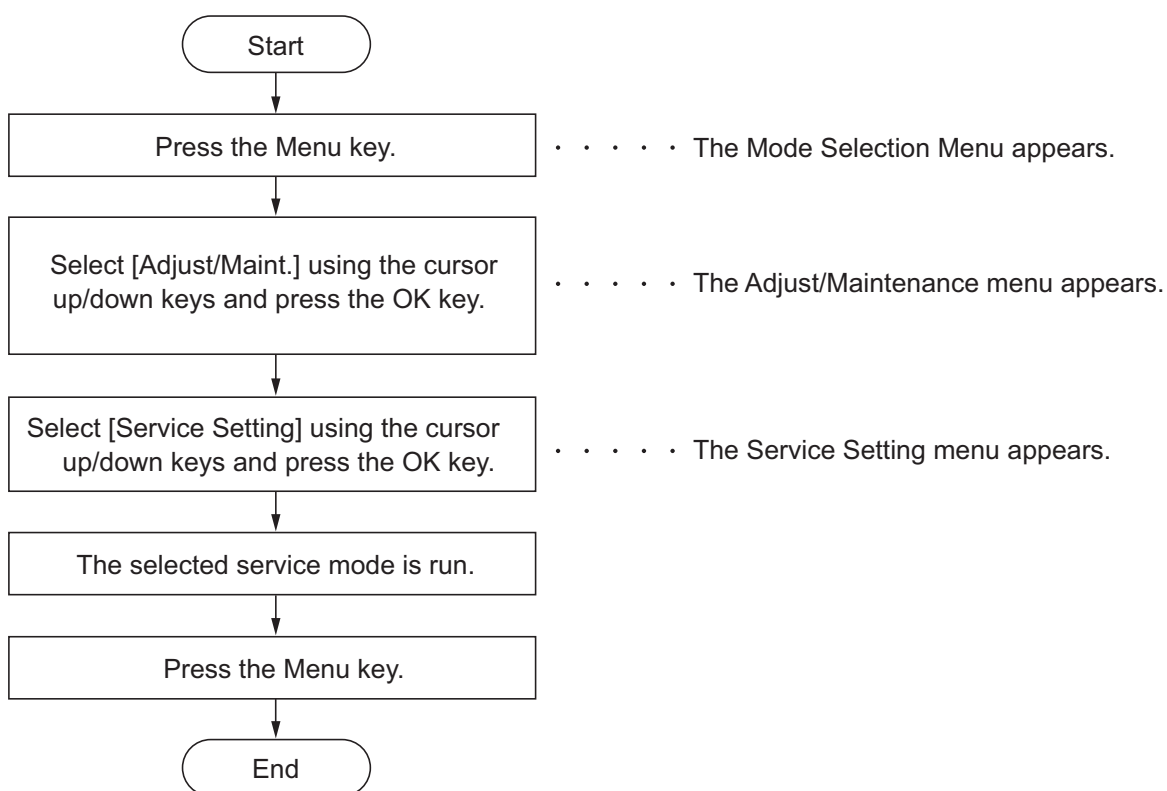 Start
Press the Menu key.
· · · · · The Mode Selection Menu appears.
Select [Adjust/Maint.] using the cursor
up/down keys and press the OK key.
· · · · · The Adjust/Maintenance menu appears.
Select [Service Setting] using the cursor
up/down keys and press the OK key.
· · · · · The Service Setting menu appears.
The selected service mode is run.
Press the Menu key.
End